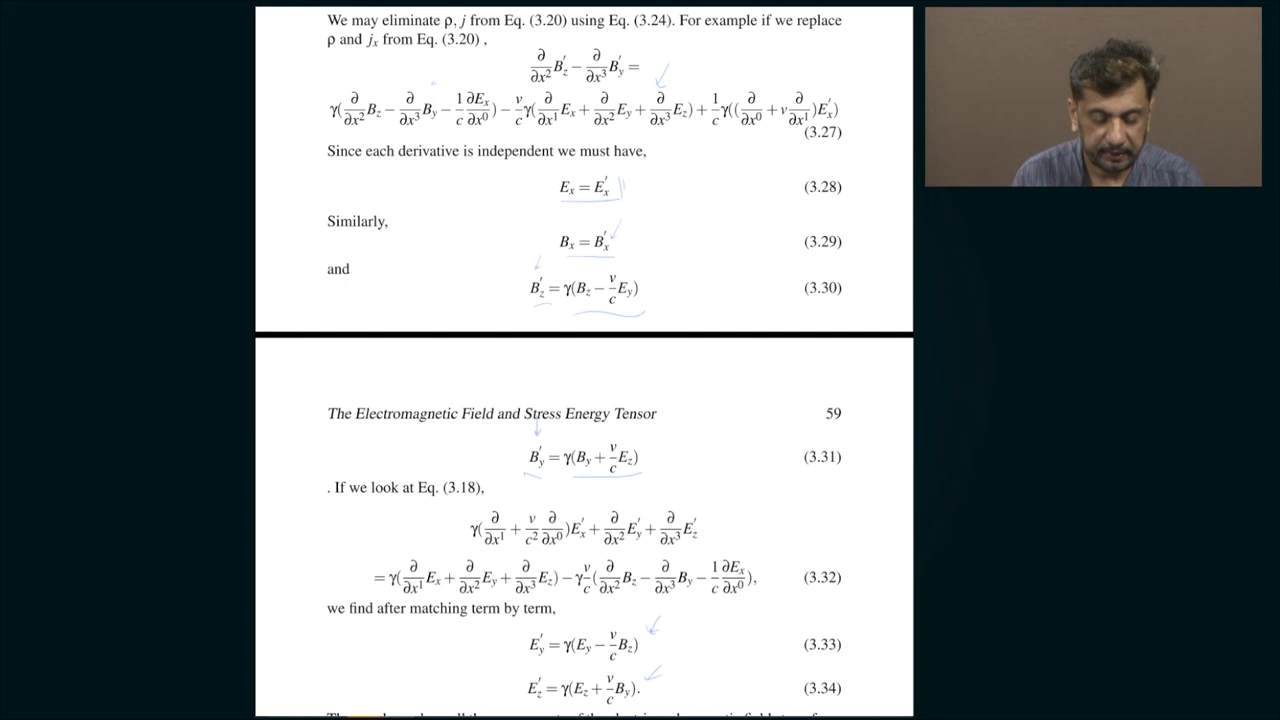 We may eliminate ρ, j from Eq. (3.20) using Eq. (3.24). For example if we replace
ρ and jₓ from Eq. (3.20) ,
∂/∂x² B′_z − ∂/∂x³ B′_y =
γ(∂/∂x² B_z − ∂/∂x³ B_y − 1/c ∂E_x/∂x⁰) − v/c γ(∂/∂x¹ E_x + ∂/∂x² E_y + ∂/∂x³ E_z) + 1/c γ((∂/∂x⁰ + v ∂/∂x¹)E′_x)
(3.27)
Since each derivative is independent we must have,
E_x = E′_x (3.28)
Similarly,
B_x = B′_x (3.29)
and
B′_z = γ(B_z − v/c E_y) (3.30)
The Electromagnetic Field and Stress Energy Tensor 59
B′_y = γ(B_y + v/c E_z) (3.31)
. If we look at Eq. (3.18),
γ(∂/∂x¹ + v/c² ∂/∂x⁰)E′_x + ∂/∂x² E′_y + ∂/∂x³ E′_z
= γ(∂/∂x¹ E_x + ∂/∂x² E_y + ∂/∂x³ E_z) − γ v/c (∂/∂x² B_z − ∂/∂x³ B_y − 1/c ∂E_x/∂x⁰), (3.32)
we find after matching term by term,
E′_y = γ(E_y − v/c B_z) (3.33)
E′_z = γ(E_z + v/c B_y). (3.34)